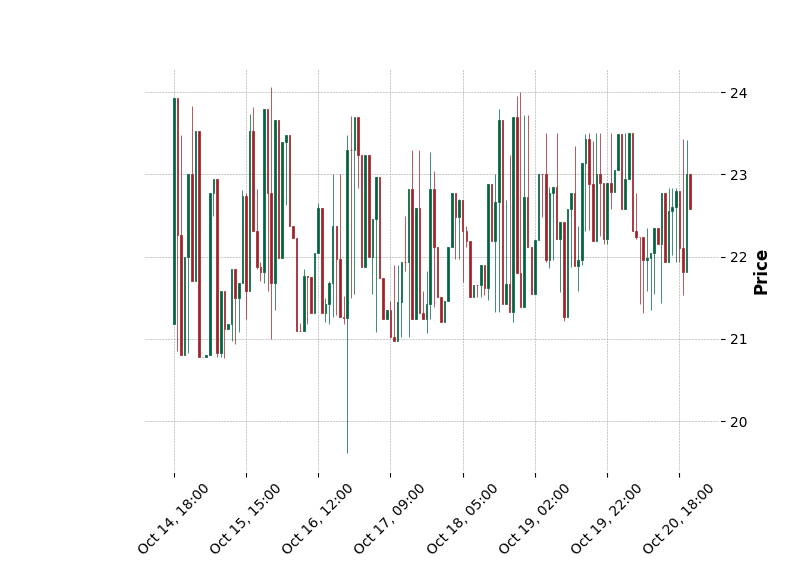 24
23
22
21
20
Price
Oct 14, 18:00
Oct 15, 15:00
Oct 16, 12:00
Oct 17, 09:00
Oct 18, 05:00
Oct 19, 02:00
Oct 19, 22:00
Oct 20, 18:00